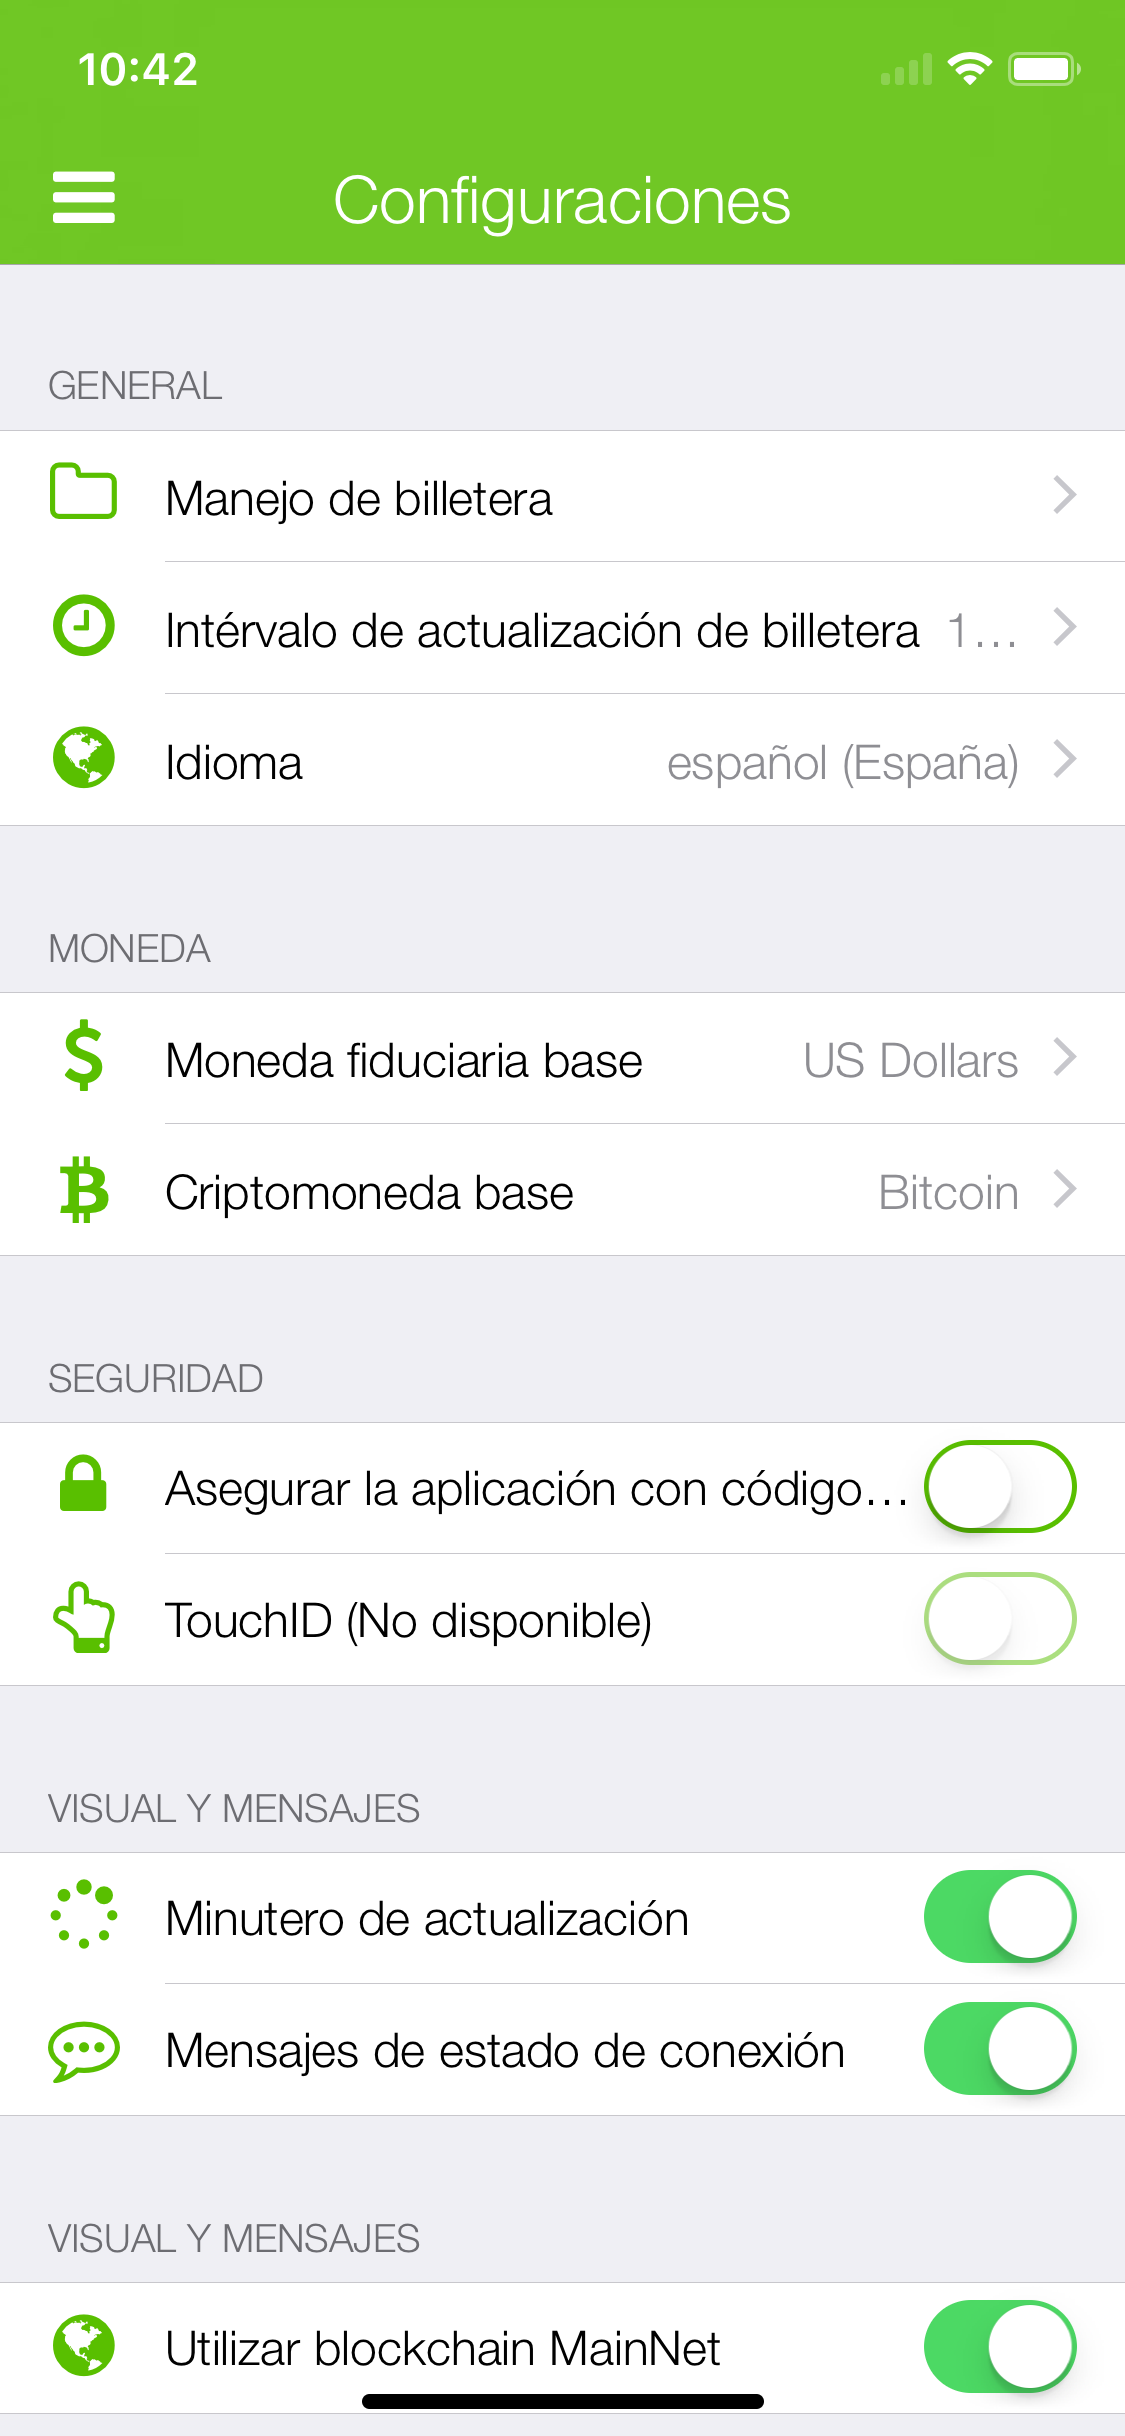 10:42
Configuraciones
GENERAL
Manejo de billetera
Intérvalo de actualización de billetera 1...
Idioma español (España)
MONEDA
Moneda fiduciaria base US Dollars
Criptomoneda base Bitcoin
SEGURIDAD
Asegurar la aplicación con código...
TouchID (No disponible)
VISUAL Y MENSAJES
Minutero de actualización
Mensajes de estado de conexión
VISUAL Y MENSAJES
Utilizar blockchain MainNet